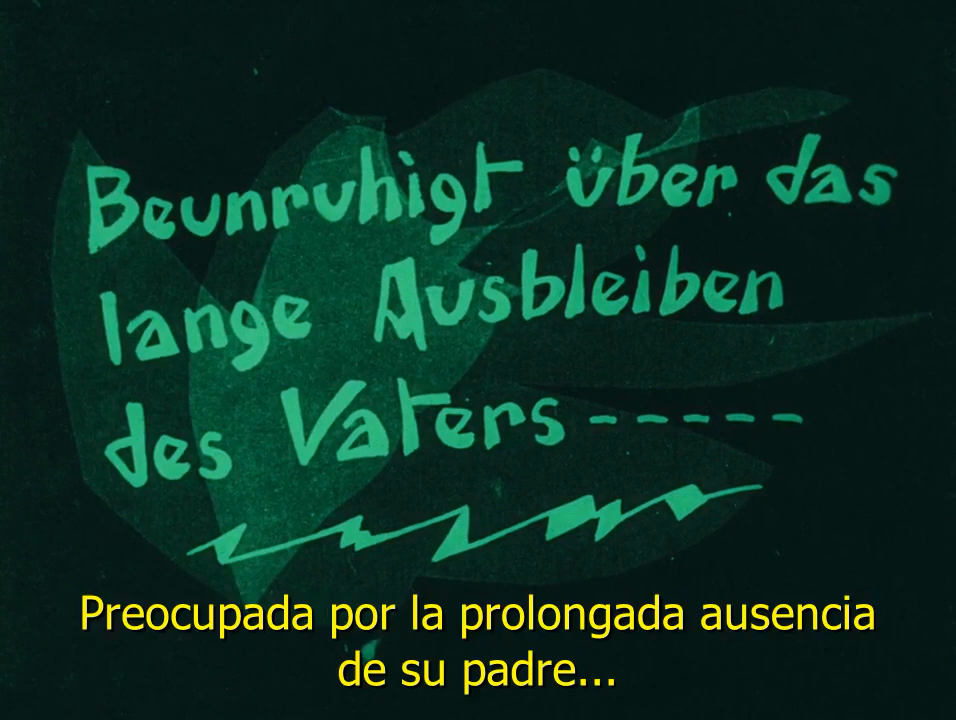 Beunruhigt über das
lange Ausbleiben
des Vaters -----
Preocupada por la prolongada ausencia
de su padre...